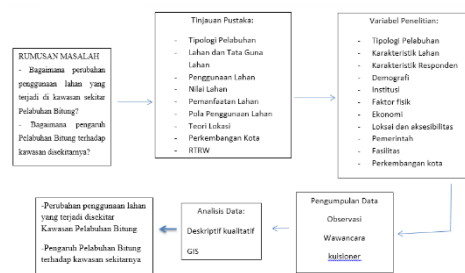 RUMUSAN MASALAH
- Bagaimana perubahan
penggunaan lahan yang
terjadi di kawasan sekitar
Pelabuhan Bitung?
- Bagaimana pengaruh
Pelabuhan Bitung terhadap
kawasan disekitarnya?
Tinjauan Pustaka:
- Tipologi Pelabuhan
- Lahan dan Tata Guna
Lahan
- Penggunaan Lahan
- Nilai Lahan
- Pemanfaatan Lahan
- Pola Penggunaan Lahan
- Teori Lokasi
- Perkembangan Kota
- RTRW
Variabel Penelitian:
- Tipologi Pelabuhan
- Karakteristik Lahan
- Karakteristik Responden
- Demografi
- Institusi
- Faktor fisik
- Ekonomi
- Loksai dan aksesibilitas
- Pemerintah
- Fasilitas
- Perkembangan kota
Pengumpulan Data
Observasi
Wawancara
kuisioner
Analisis Data:
Deskriptif kualitatif
GIS
-Perubahan penggunaan lahan
yang terjadi disekitar
Kawasan Pelabuhan Bitung
-Pengaruh Pelabuhan Bitung
terhadap kawasan sekitarnya